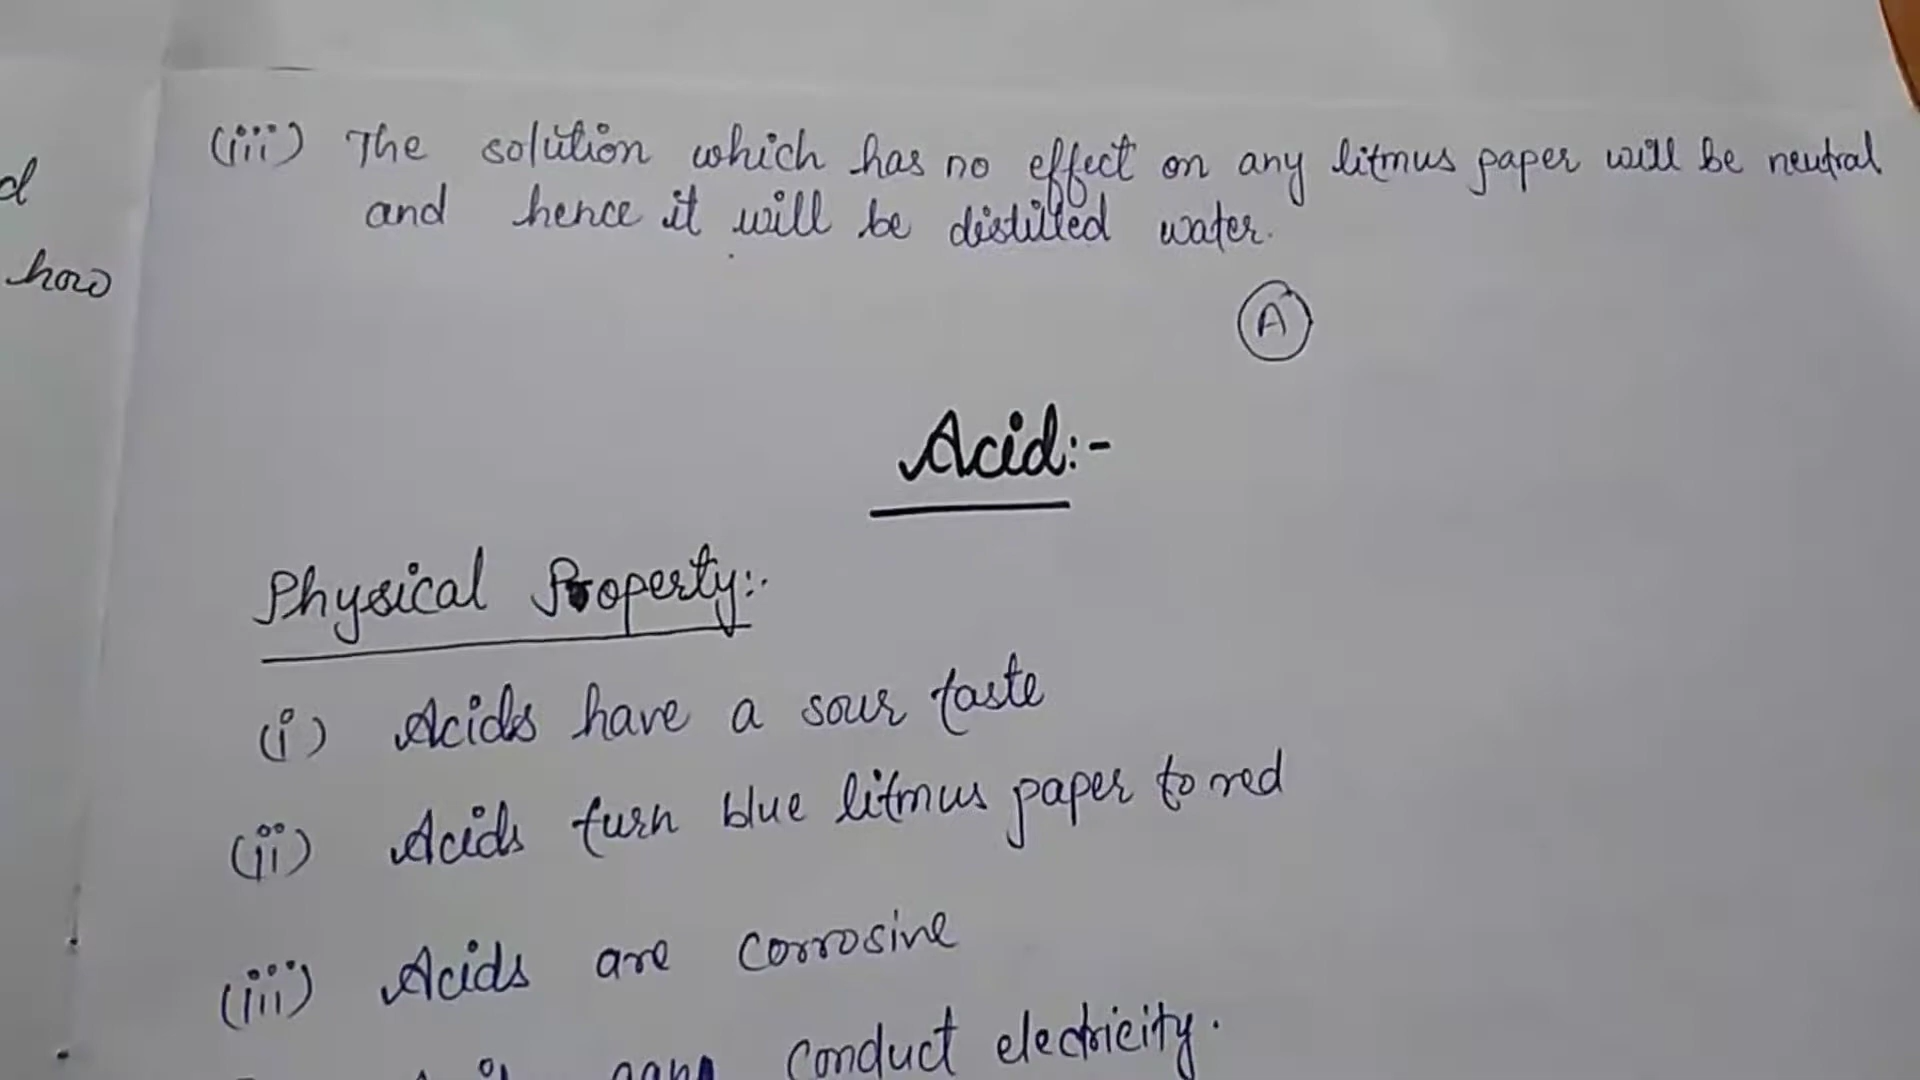 (iii) The solution which has no effect on any litmus paper will be neutral
and hence it will be distilled water.
d
how
A
Acid:-
Physical Property:-
(i) Acids have a sour taste
(ii) Acids turn blue litmus paper to red
(iii) Acids are corrosive
conduct electricity.